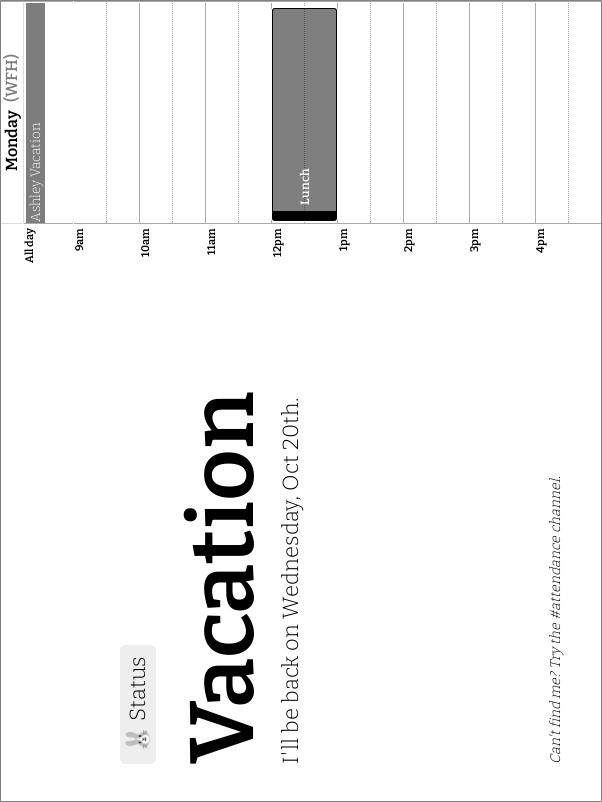 Status
Vacation
I'll be back on Wednesday, Oct 20th.
Can't find me? Try the #attendance channel.
Monday (WFH)
All day
Ashley Vacation
9am
10am
11am
12pm
Lunch
1pm
2pm
3pm
4pm